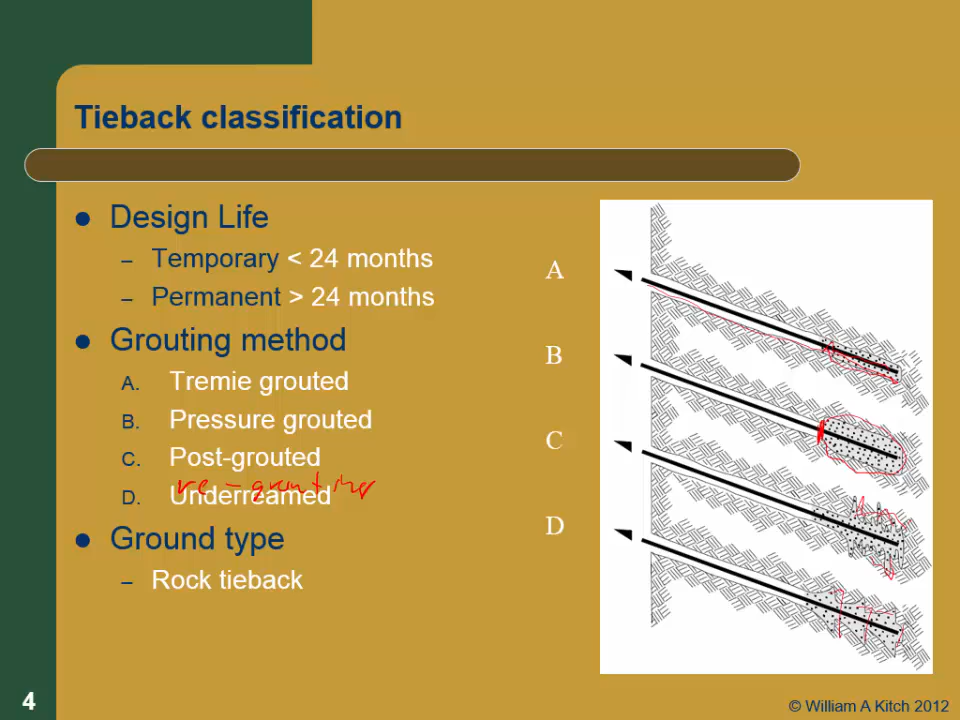 Tieback classification
● Design Life
– Temporary < 24 months
– Permanent > 24 months
● Grouting method
A. Tremie grouted
B. Pressure grouted
C. Post-grouted
re-grouting
D. Underreamed
● Ground type
– Rock tieback
A
B
C
D
4
© William A Kitch 2012